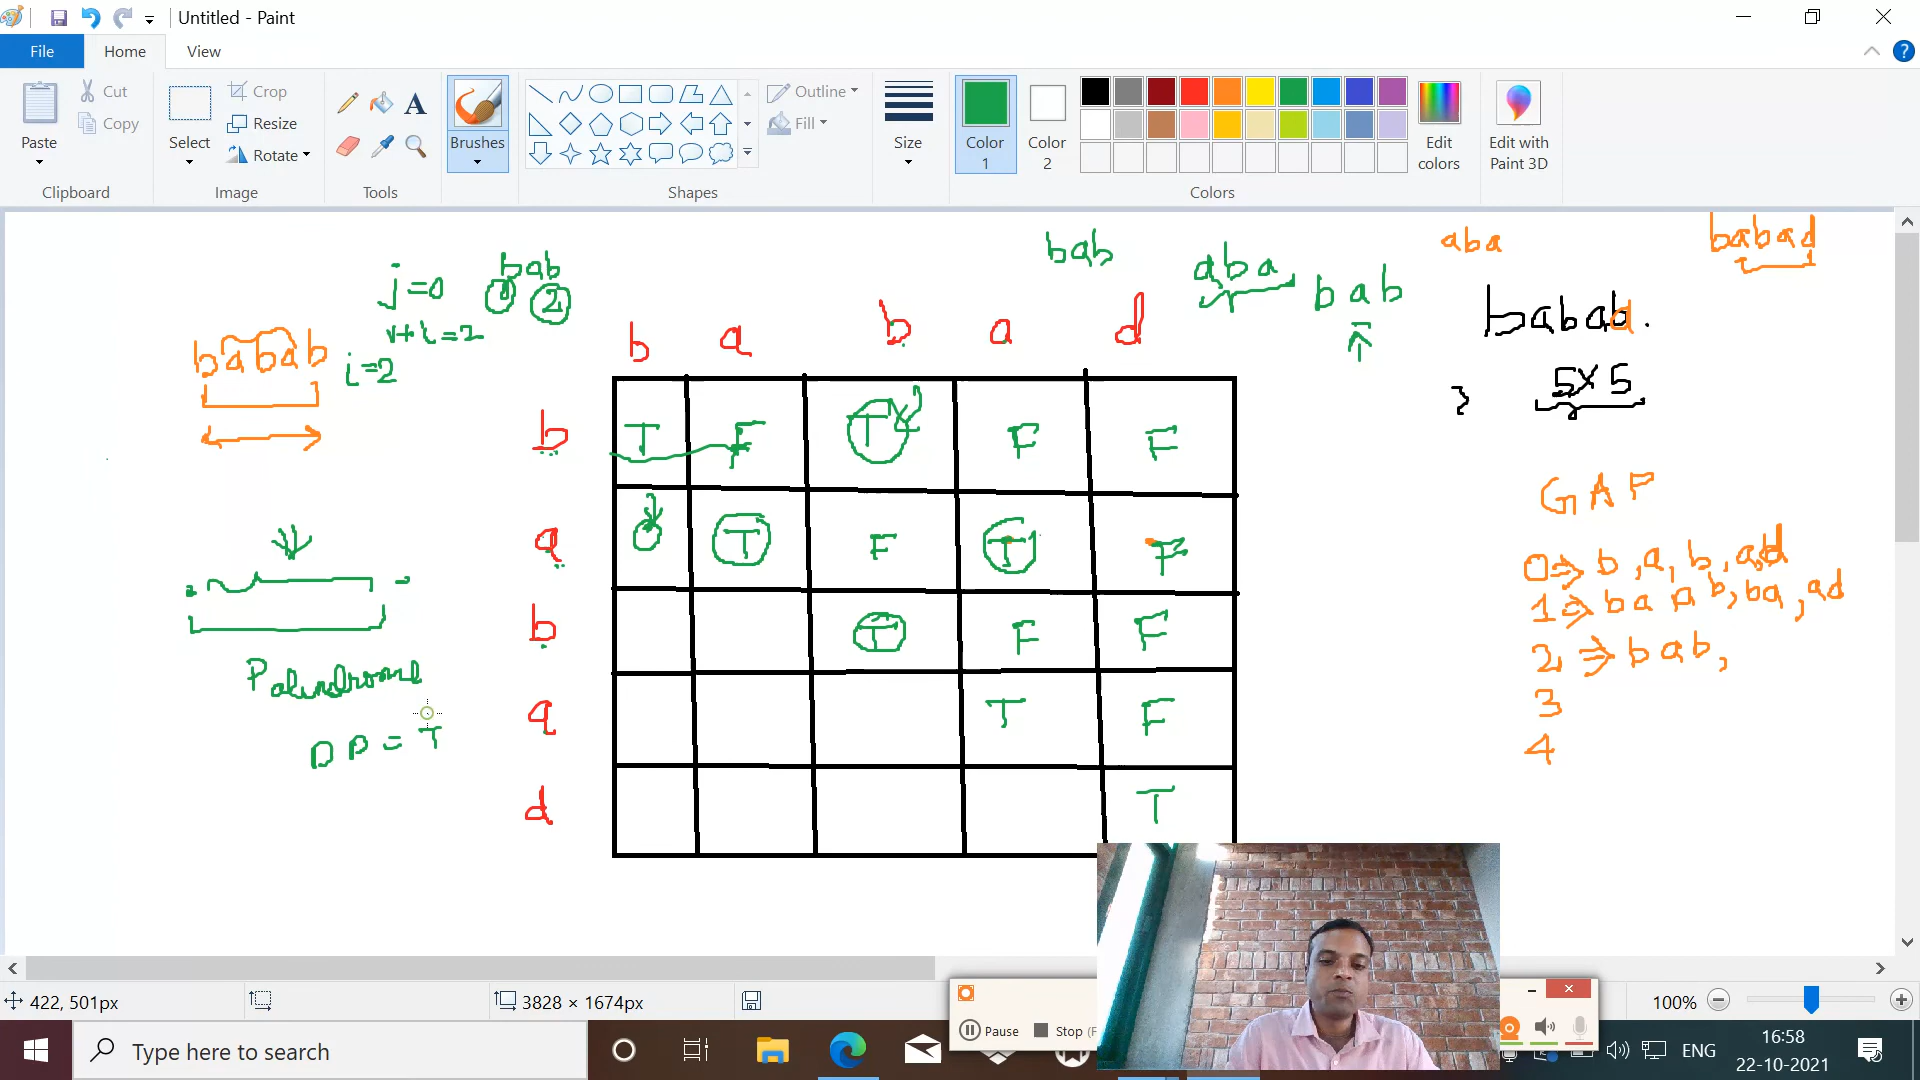 Untitled - Paint
File Home View
Paste
Cut
Copy
Clipboard
Select
Crop
Resize
Rotate
Image
Tools
Brushes
Shapes
Outline
Fill
Size
Color 1
Color 2
Edit colors
Edit with Paint 3D
Colors
j=0
bab
2
i=2
babab
Palindrome
DP = T
bab
aba
bab
aba
babad
babad.
5x5
b a b a d
b T F T F F
a T F T F
b T F F
a T F
d T
GAP
0⇒ b, a, b, a, d
1⇒ ba, ab, ba, ad
2⇒ bab,
3
4
422, 501px
3828 × 1674px
100%
Pause
Stop (F
Type here to search
ENG
16:58
22-10-2021